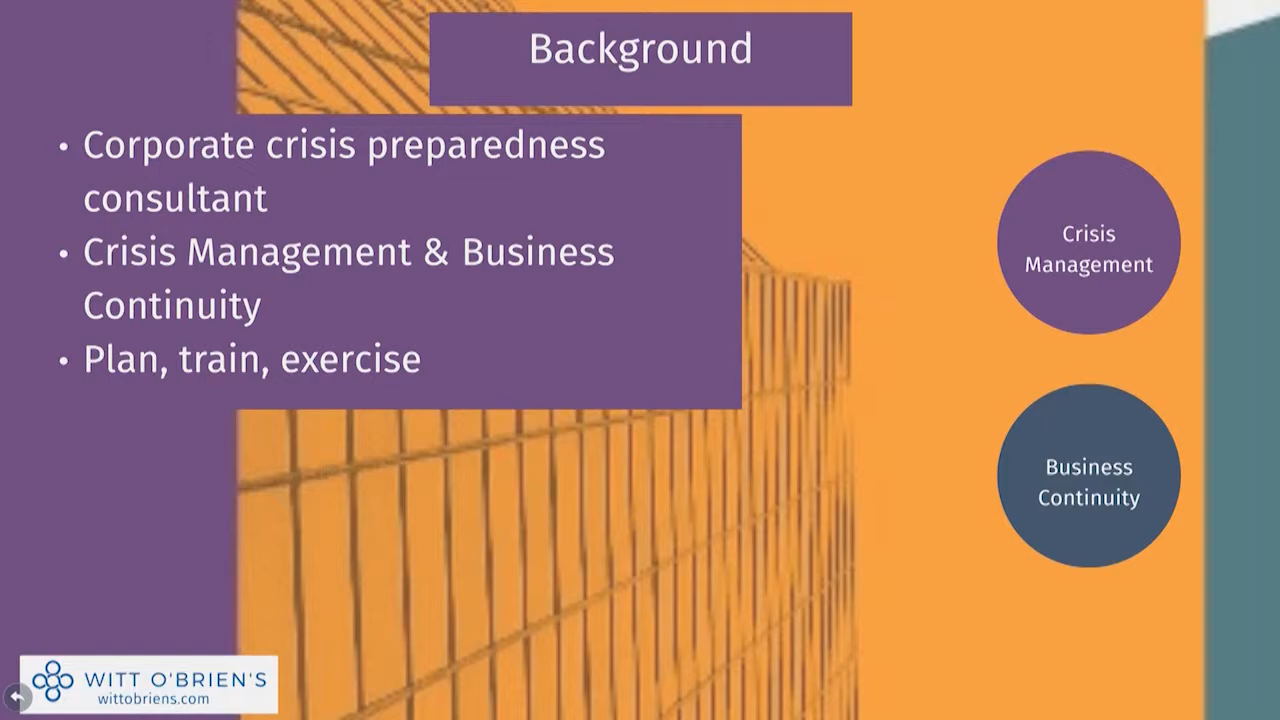 Background
• Corporate crisis preparedness
consultant
• Crisis Management & Business
Continuity
• Plan, train, exercise
Crisis
Management
Business
Continuity
WITT O'BRIEN'S
wittobriens.com